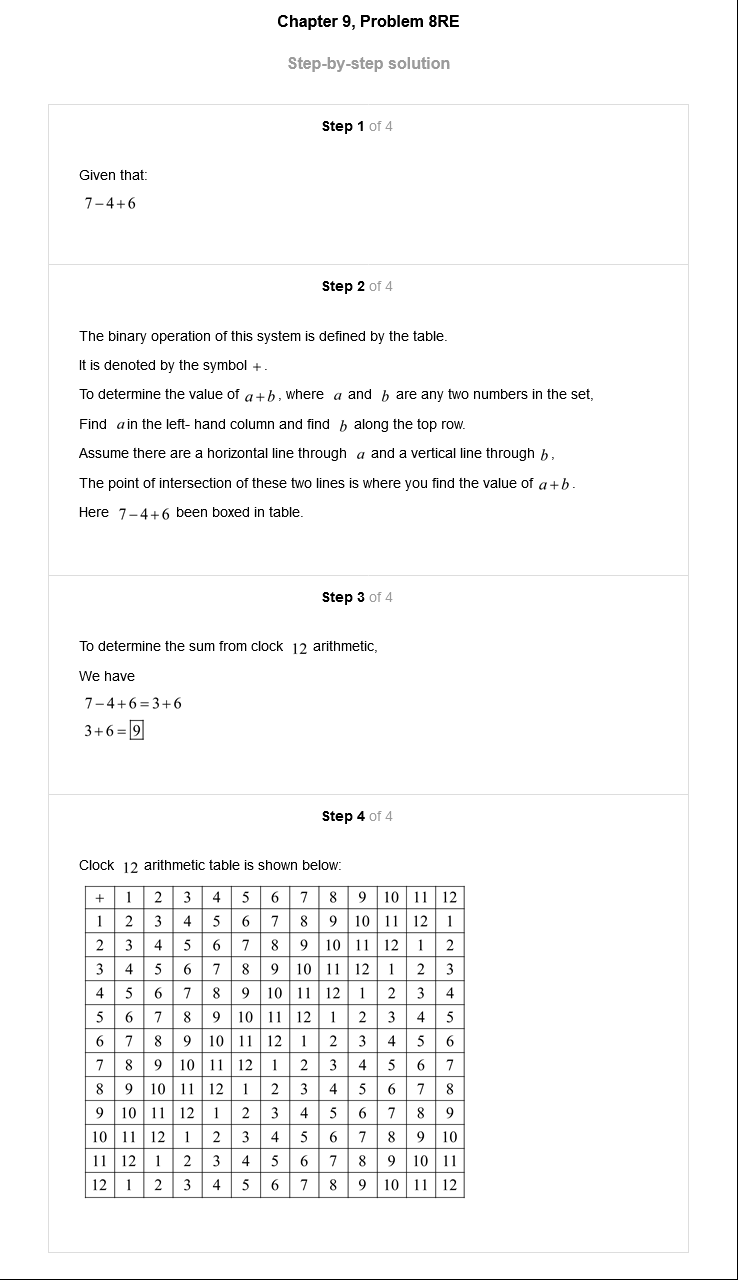 Chapter 9, Problem 8RE
Step-by-step solution
Step 1 of 4
Given that:
7−4+6
Step 2 of 4
The binary operation of this system is defined by the table.
It is denoted by the symbol +.
To determine the value of a+b, where a and b are any two numbers in the set,
Find a in the left- hand column and find b along the top row.
Assume there are a horizontal line through a and a vertical line through b,
The point of intersection of these two lines is where you find the value of a+b.
Here 7−4+6 been boxed in table.
Step 3 of 4
To determine the sum from clock 12 arithmetic,
We have
7−4+6=3+6
3+6=9
Step 4 of 4
Clock 12 arithmetic table is shown below:
+ 1 2 3 4 5 6 7 8 9 10 11 12
1 2 3 4 5 6 7 8 9 10 11 12 1
2 3 4 5 6 7 8 9 10 11 12 1 2
3 4 5 6 7 8 9 10 11 12 1 2 3
4 5 6 7 8 9 10 11 12 1 2 3 4
5 6 7 8 9 10 11 12 1 2 3 4 5
6 7 8 9 10 11 12 1 2 3 4 5 6
7 8 9 10 11 12 1 2 3 4 5 6 7
8 9 10 11 12 1 2 3 4 5 6 7 8
9 10 11 12 1 2 3 4 5 6 7 8 9
10 11 12 1 2 3 4 5 6 7 8 9 10
11 12 1 2 3 4 5 6 7 8 9 10 11
12 1 2 3 4 5 6 7 8 9 10 11 12